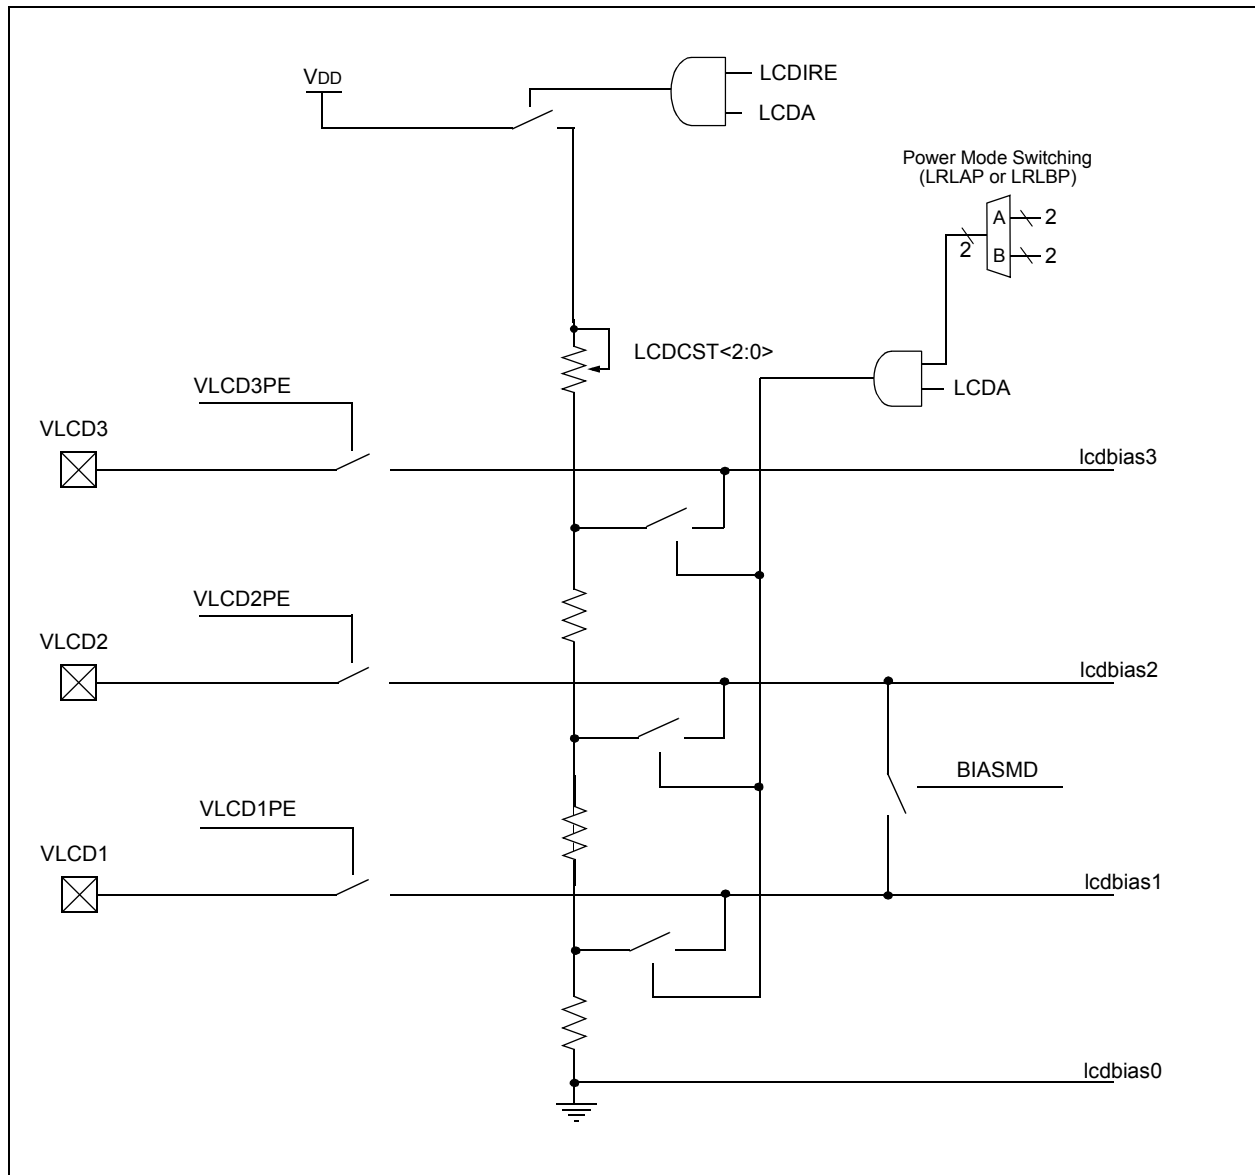 VDD
LCDIRE
LCDA
Power Mode Switching
(LRLAP or LRLBP)
A
2
2
B
2
LCDCST<2:0>
LCDA
VLCD3PE
VLCD3
lcdbias3
VLCD2PE
VLCD2
lcdbias2
BIASMD
VLCD1PE
VLCD1
lcdbias1
lcdbias0